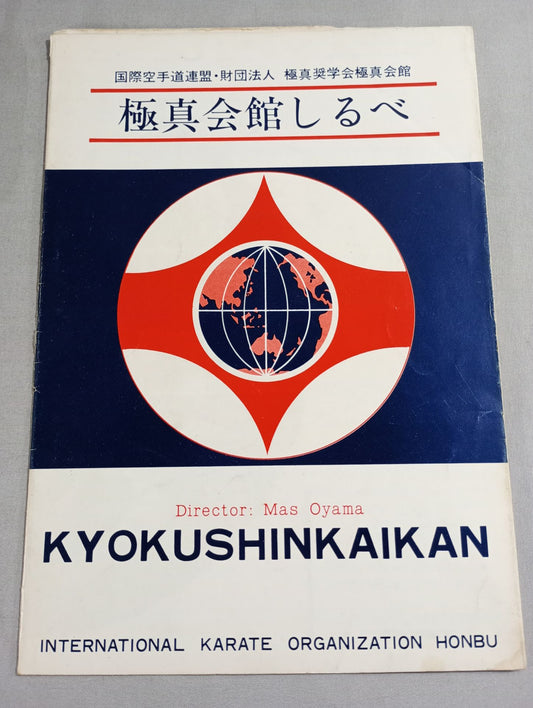 国際空手道連盟・財団法人 極真奨学会極真会館
極真会館しるべ
Director: Mas Oyama
KYOKUSHINKAIKAN
INTERNATIONAL KARATE ORGANIZATION HONBU